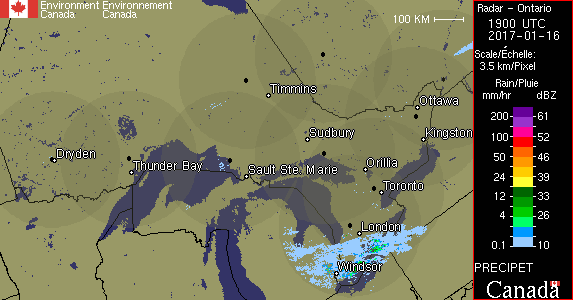 Environment Environnement
Canada Canada
100 KM
Timmins
Ottawa
Sudbury
Kingston
Dryden
Thunder Bay
Sault Ste. Marie
Orillia
Toronto
London
Windsor
Radar - Ontario
1900 UTC
2017-01-16
Scale/Échelle:
3.5 km/Pixel
Rain/Pluie
mm/hr dBZ
200 61
100 52
50 46
24 39
12 33
4 26
0.1 10
PRECIPET
Canada